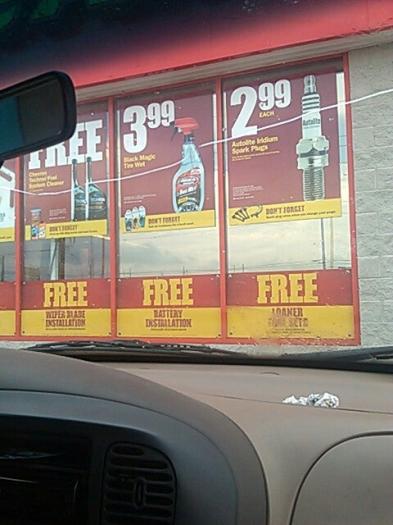 FREE
Chevron
Techron Fuel
System Cleaner
DON'T FORGET
3.99
Black Magic
Tire Wet
DON'T FORGET
2.99
EACH
Autolite Iridium
Spark Plugs
Autolite
DON'T FORGET
FREE
WIPER BLADE
INSTALLATION
FREE
BATTERY
INSTALLATION
FREE
LOANER
TOOL SETS